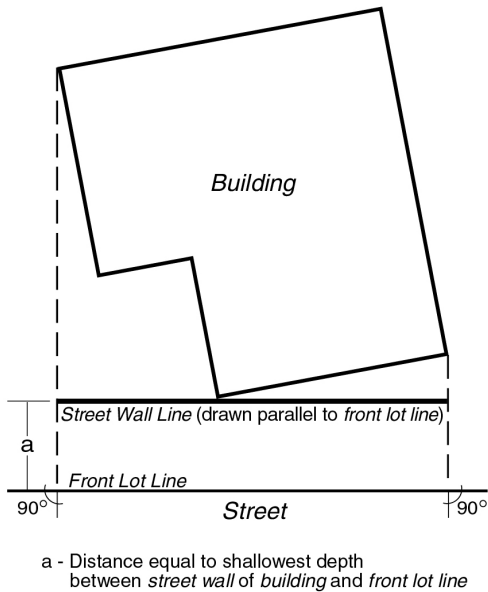 Building
Street Wall Line (drawn parallel to front lot line)
a
Front Lot Line
90°
Street
90°
a - Distance equal to shallowest depth
between street wall of building and front lot line